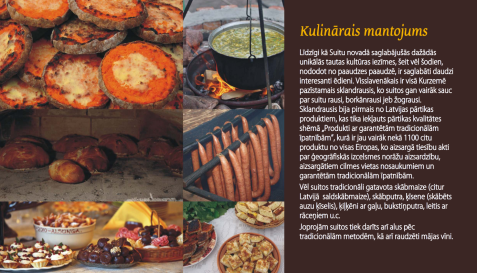 Kulinārais mantojums
Līdzīgi kā Suitu novadā saglabājušās dažādās
unikālās tautas kultūras iezīmes, šeit vēl šodien,
nododot no paaudzes paaudzē, ir saglabāti daudzi
interesanti ēdieni. Visslavenākais ir visā Kurzemē
pazīstamais sklandrausis, ko suitos gan vairāk sauc
par suitu rausi, borkānrausi jeb žograusi.
Sklandrausis bija pirmais no Latvijas pārtikas
produktiem, kas tika iekļauts pārtikas kvalitātes
shēmā „Produkti ar garantētām tradicionālām
īpatnībām", kurā ir jau vairāk nekā 1100 citu
produktu no visas Eiropas, ko aizsargā tiesību akti
par ģeogrāfiskās izcelsmes norāžu aizsardzību,
aizsargātiem cilmes vietas nosaukumiem un
garantētām tradicionālām īpatnībām.
Vēl suitos tradicionāli gatavota skābmaize (citur
Latvijā saldskābmaize), skābputra, ķīsene (skābēts
auzu ķīselis), ķiļķēni ar gaļu, bukstiņputra, leitis ar
rāceņiem u.c.
Joprojām suitos tiek darīts arī alus pēc
tradicionālām metodēm, kā arī raudzēti mājas vīni.